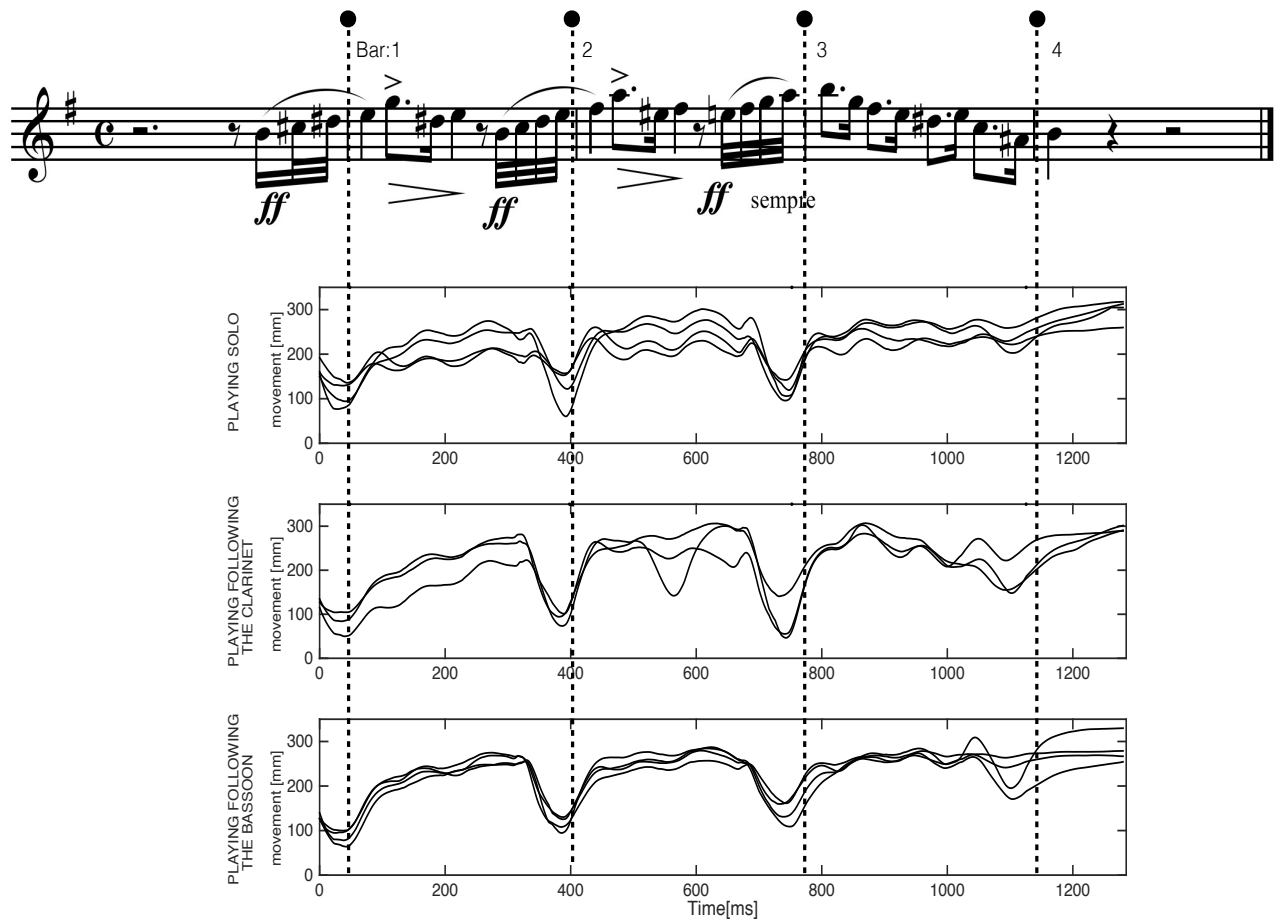 Bar:1 2 3 4
ff ff ff sempre
PLAYING SOLO
movement [mm]
300
200
100
0
0 200 400 600 800 1000 1200
PLAYING FOLLOWING
THE CLARINET
movement [mm]
300
200
100
0
0 200 400 600 800 1000 1200
PLAYING FOLLOWING
THE BASSOON
movement [mm]
300
200
100
0
0 200 400 600 800 1000 1200
Time[ms]